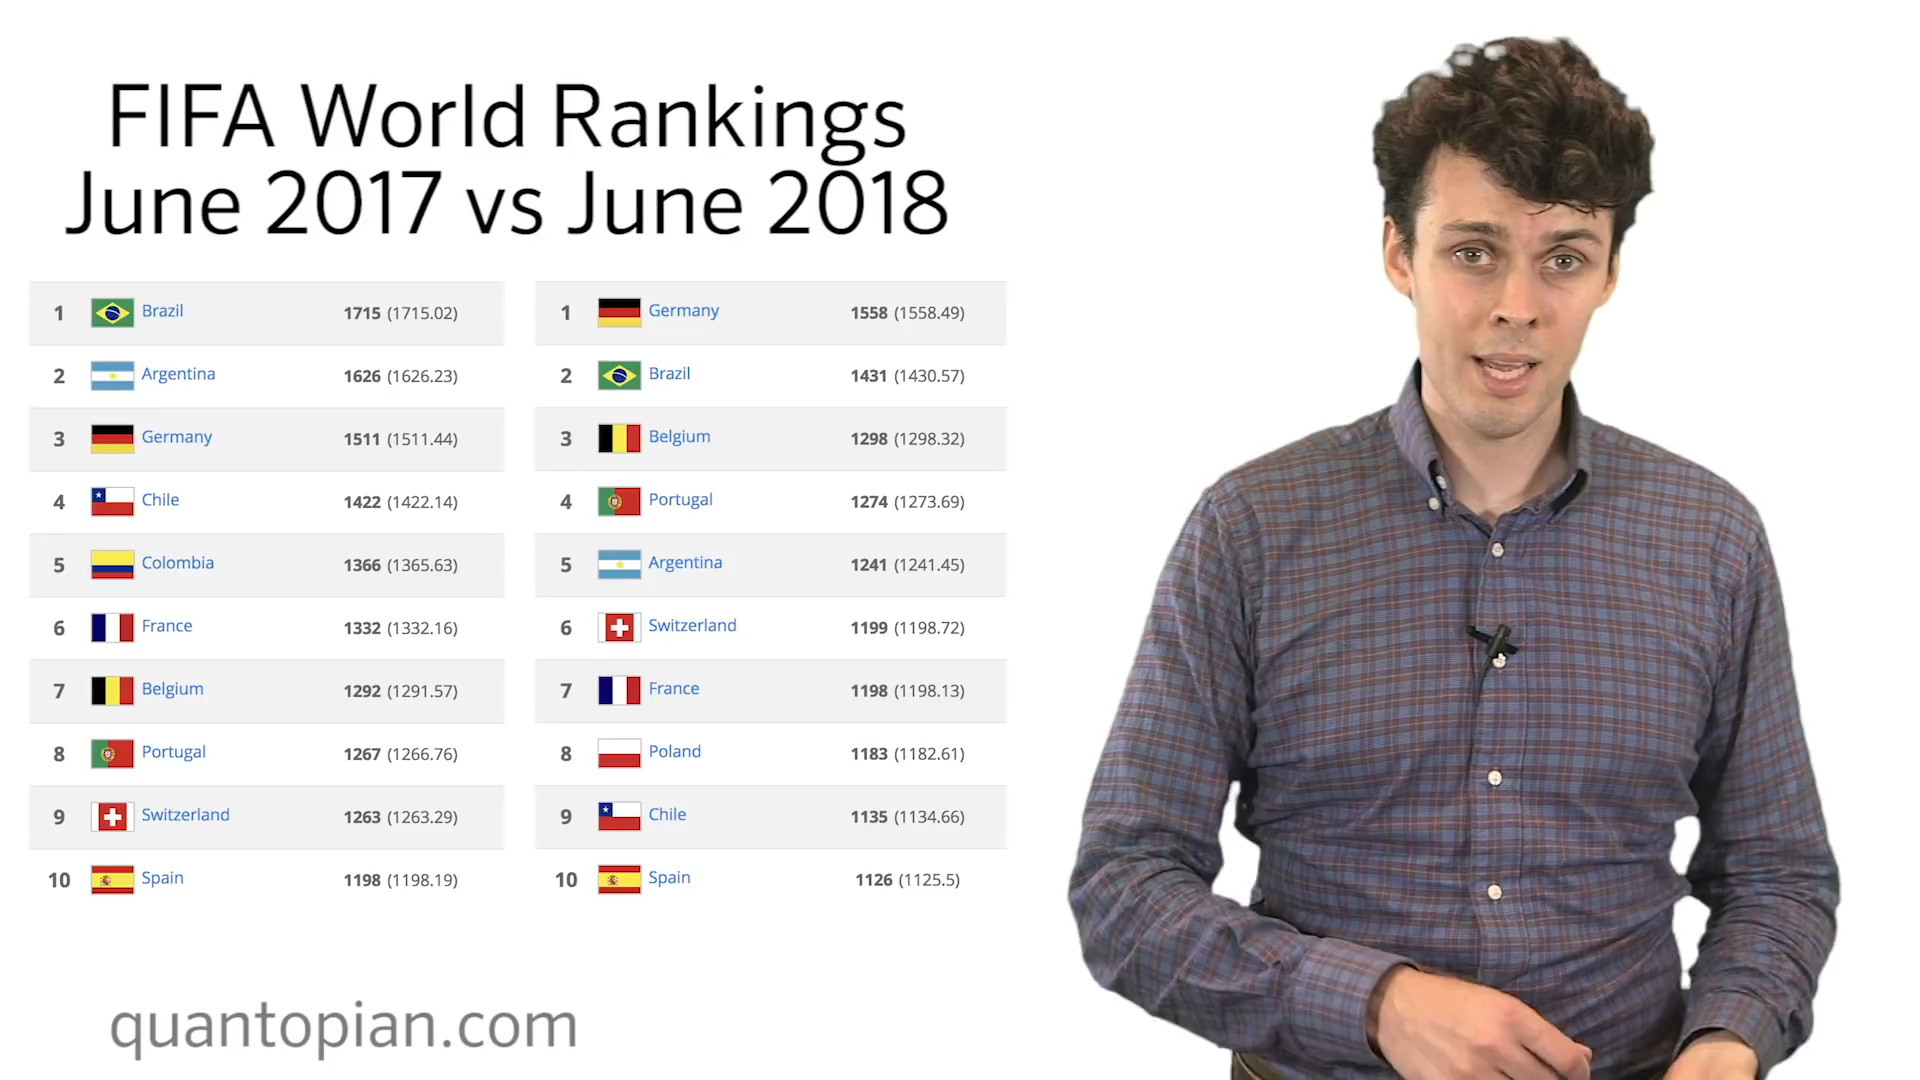 FIFA World Rankings
June 2017 vs June 2018
1 Brazil 1715 (1715.02)
2 Argentina 1626 (1626.23)
3 Germany 1511 (1511.44)
4 Chile 1422 (1422.14)
5 Colombia 1366 (1365.63)
6 France 1332 (1332.16)
7 Belgium 1292 (1291.57)
8 Portugal 1267 (1266.76)
9 Switzerland 1263 (1263.29)
10 Spain 1198 (1198.19)
1 Germany 1558 (1558.49)
2 Brazil 1431 (1430.57)
3 Belgium 1298 (1298.32)
4 Portugal 1274 (1273.69)
5 Argentina 1241 (1241.45)
6 Switzerland 1199 (1198.72)
7 France 1198 (1198.13)
8 Poland 1183 (1182.61)
9 Chile 1135 (1134.66)
10 Spain 1126 (1125.5)
quantopian.com